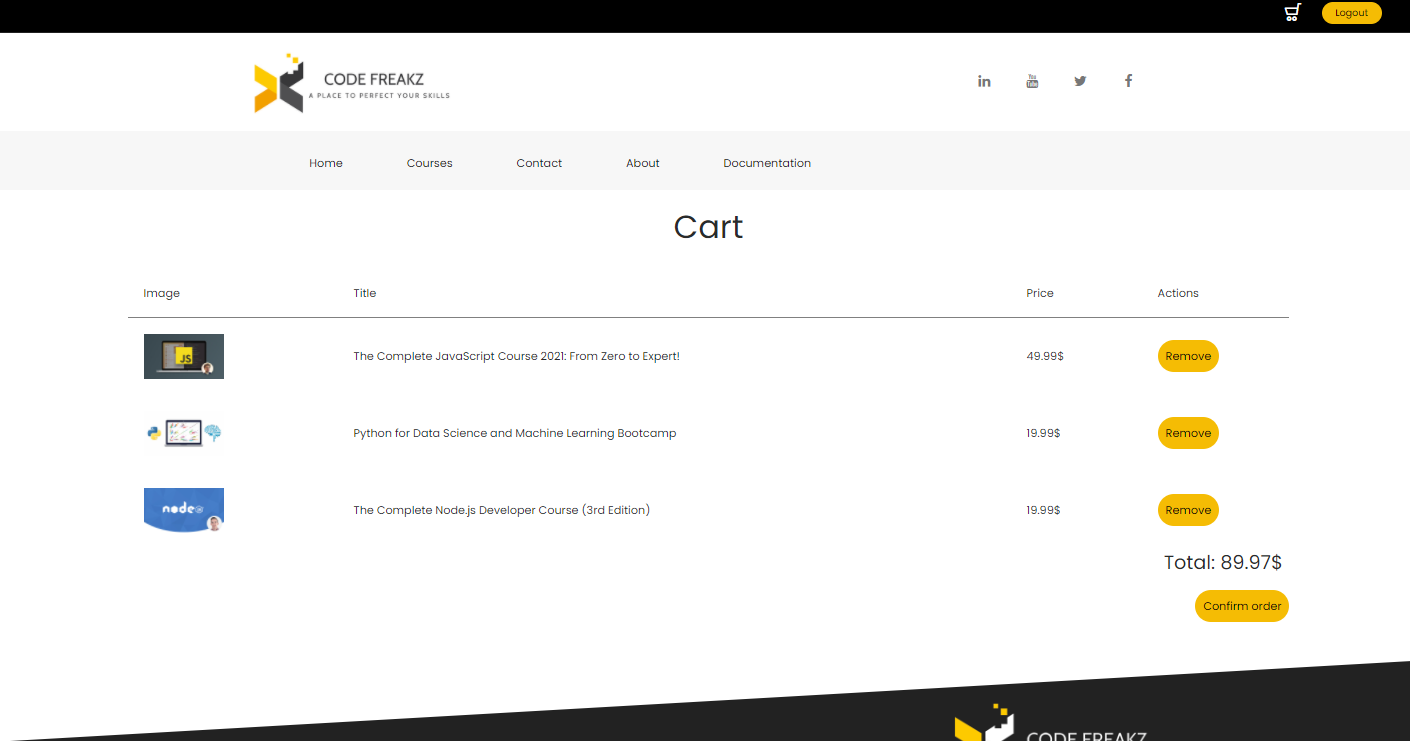 Logout
CODE FREAKZ
A PLACE TO PERFECT YOUR SKILLS
in
You
Tube
f
Home Courses Contact About Documentation
Cart
Image Title Price Actions
JS
The Complete JavaScript Course 2021: From Zero to Expert! 49.99$ Remove
Python for Data Science and Machine Learning Bootcamp 19.99$ Remove
node
The Complete Node.js Developer Course (3rd Edition) 19.99$ Remove
Total: 89.97$
Confirm order
CODE FREAKZ